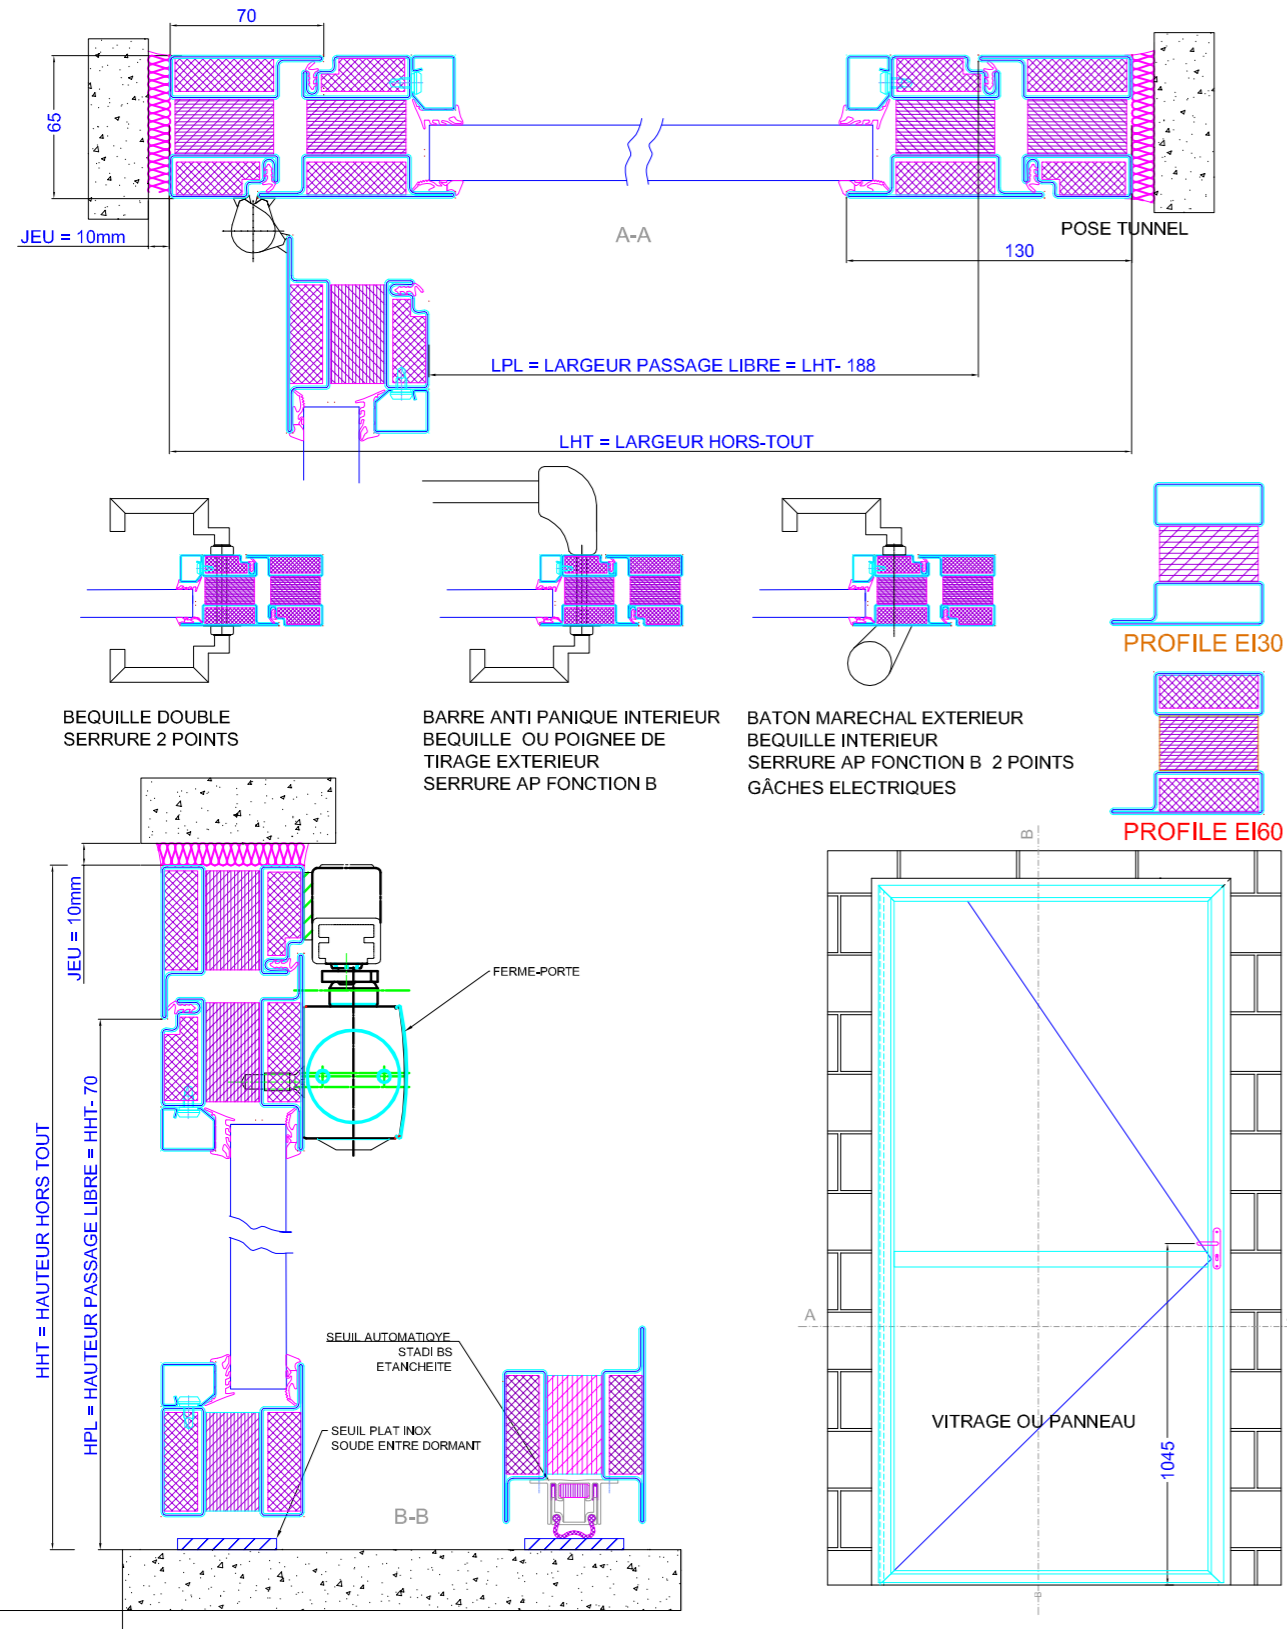 70
65
JEU = 10mm
A-A
POSE TUNNEL
130
LPL = LARGEUR PASSAGE LIBRE = LHT- 188
LHT = LARGEUR HORS-TOUT
PROFILE EI30
BEQUILLE DOUBLE
SERRURE 2 POINTS
BARRE ANTI PANIQUE INTERIEUR
BEQUILLE OU POIGNEE DE
TIRAGE EXTERIEUR
SERRURE AP FONCTION B
BATON MARECHAL EXTERIEUR
BEQUILLE INTERIEUR
SERRURE AP FONCTION B 2 POINTS
GÂCHES ELECTRIQUES
PROFILE EI60
JEU = 10mm
HHT = HAUTEUR HORS TOUT
HPL = HAUTEUR PASSAGE LIBRE = HHT- 70
FERME-PORTE
SEUIL AUTOMATIQYE
STADI BS
ETANCHEITE
SEUIL PLAT INOX
SOUDE ENTRE DORMANT
B-B
B
A
VITRAGE OU PANNEAU
1045
B